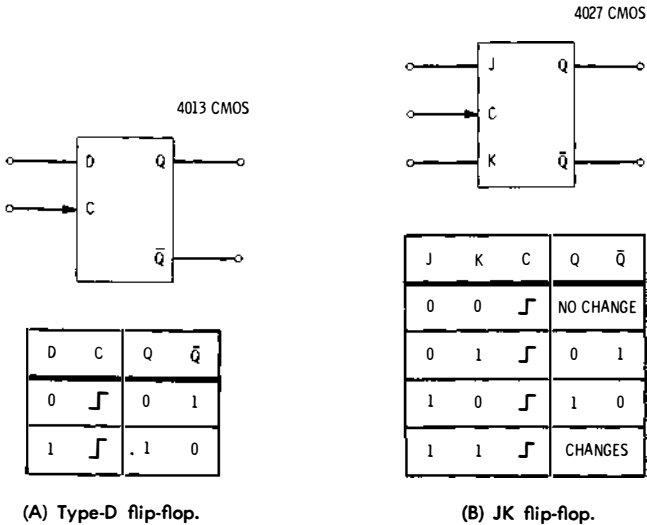 4013 CMOS
D Q
C
Q̄
D C Q Q̄
0 0 1
1 . 1 0
(A) Type-D flip-flop.
4027 CMOS
J Q
C
K Q̄
J K C Q Q̄
0 0 NO CHANGE
0 1 0 1
1 0 1 0
1 1 CHANGES
(B) JK flip-flop.